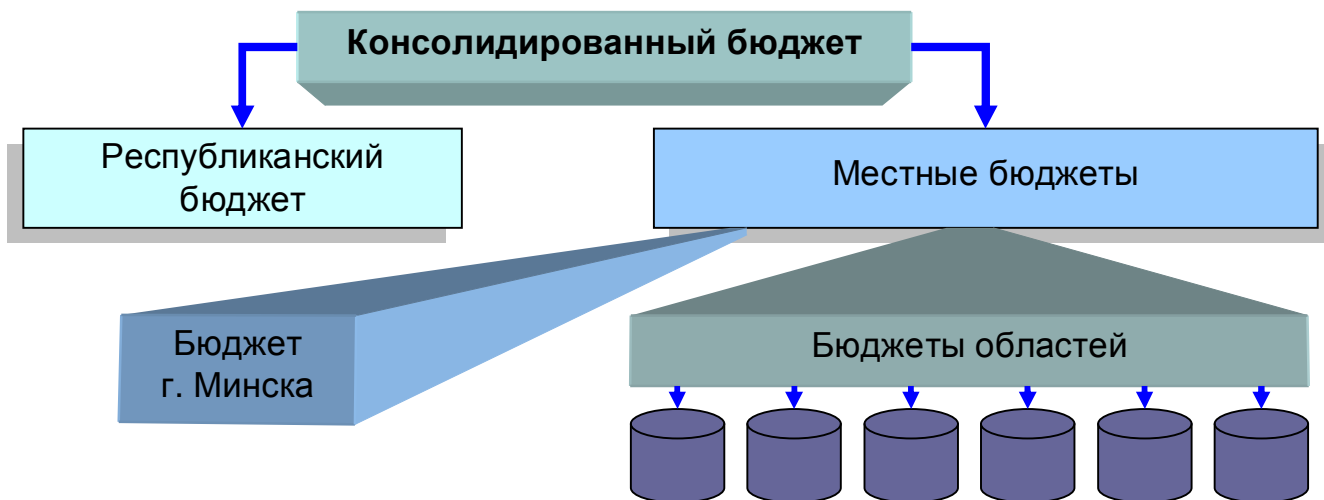 Консолидированный бюджет
Республиканский
бюджет
Местные бюджеты
Бюджет
г. Минска
Бюджеты областей